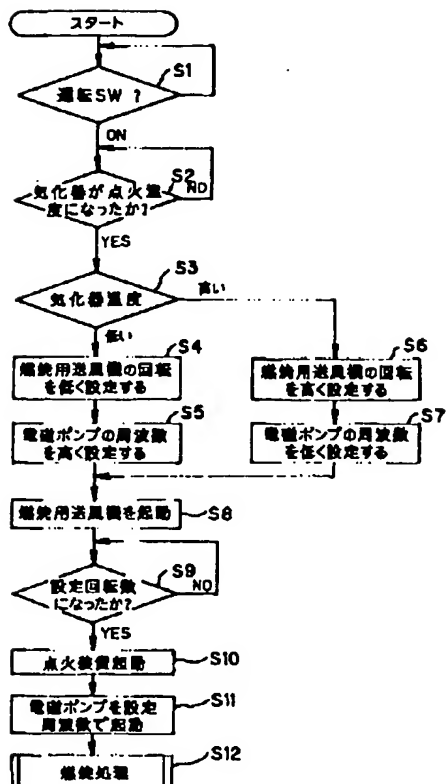 スタート
S1
運転SW ?
ON
S2
気化器が点火温
度になったか?
NO
YES
S3
気化器温度
高い
低い
S4
燃焼用送風機の回転
を低く設定する
S5
電磁ポンプの周波数
を高く設定する
S6
燃焼用送風機の回転
を高く設定する
S7
電磁ポンプの周波数
を低く設定する
燃焼用送風機を起動
S8
S9
設定回転数
になったか?
NO
YES
点火装置起動
S10
電磁ポンプを設定
周波数で起動
S11
燃焼処理
S12